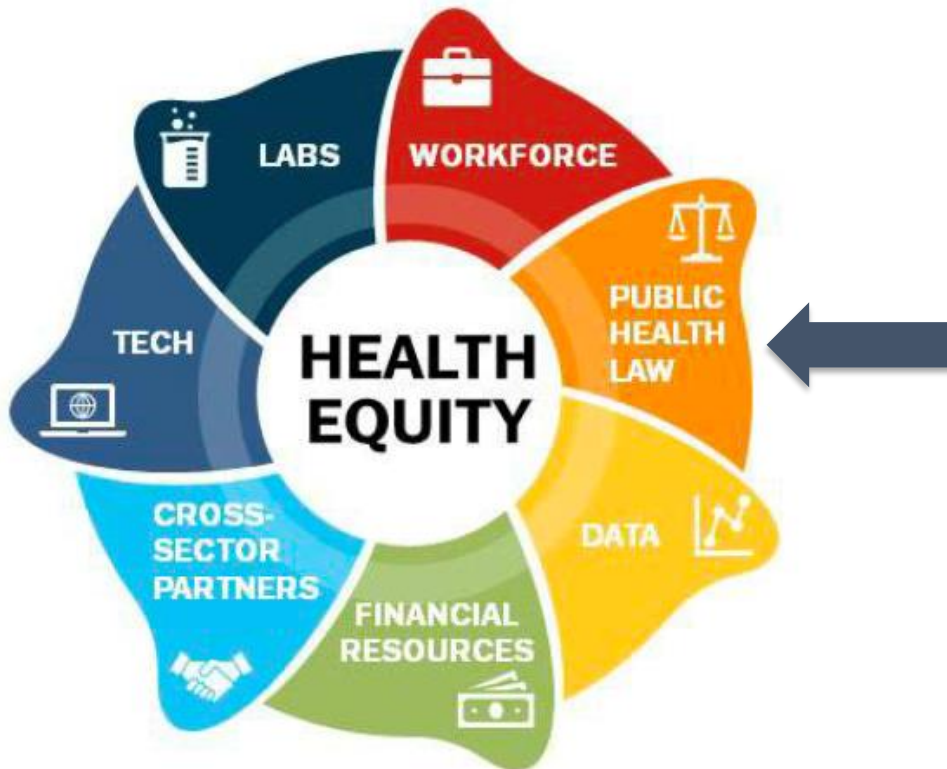 LABS
WORKFORCE
PUBLIC
HEALTH
LAW
TECH
HEALTH
EQUITY
CROSS-
SECTOR
PARTNERS
DATA
FINANCIAL
RESOURCES